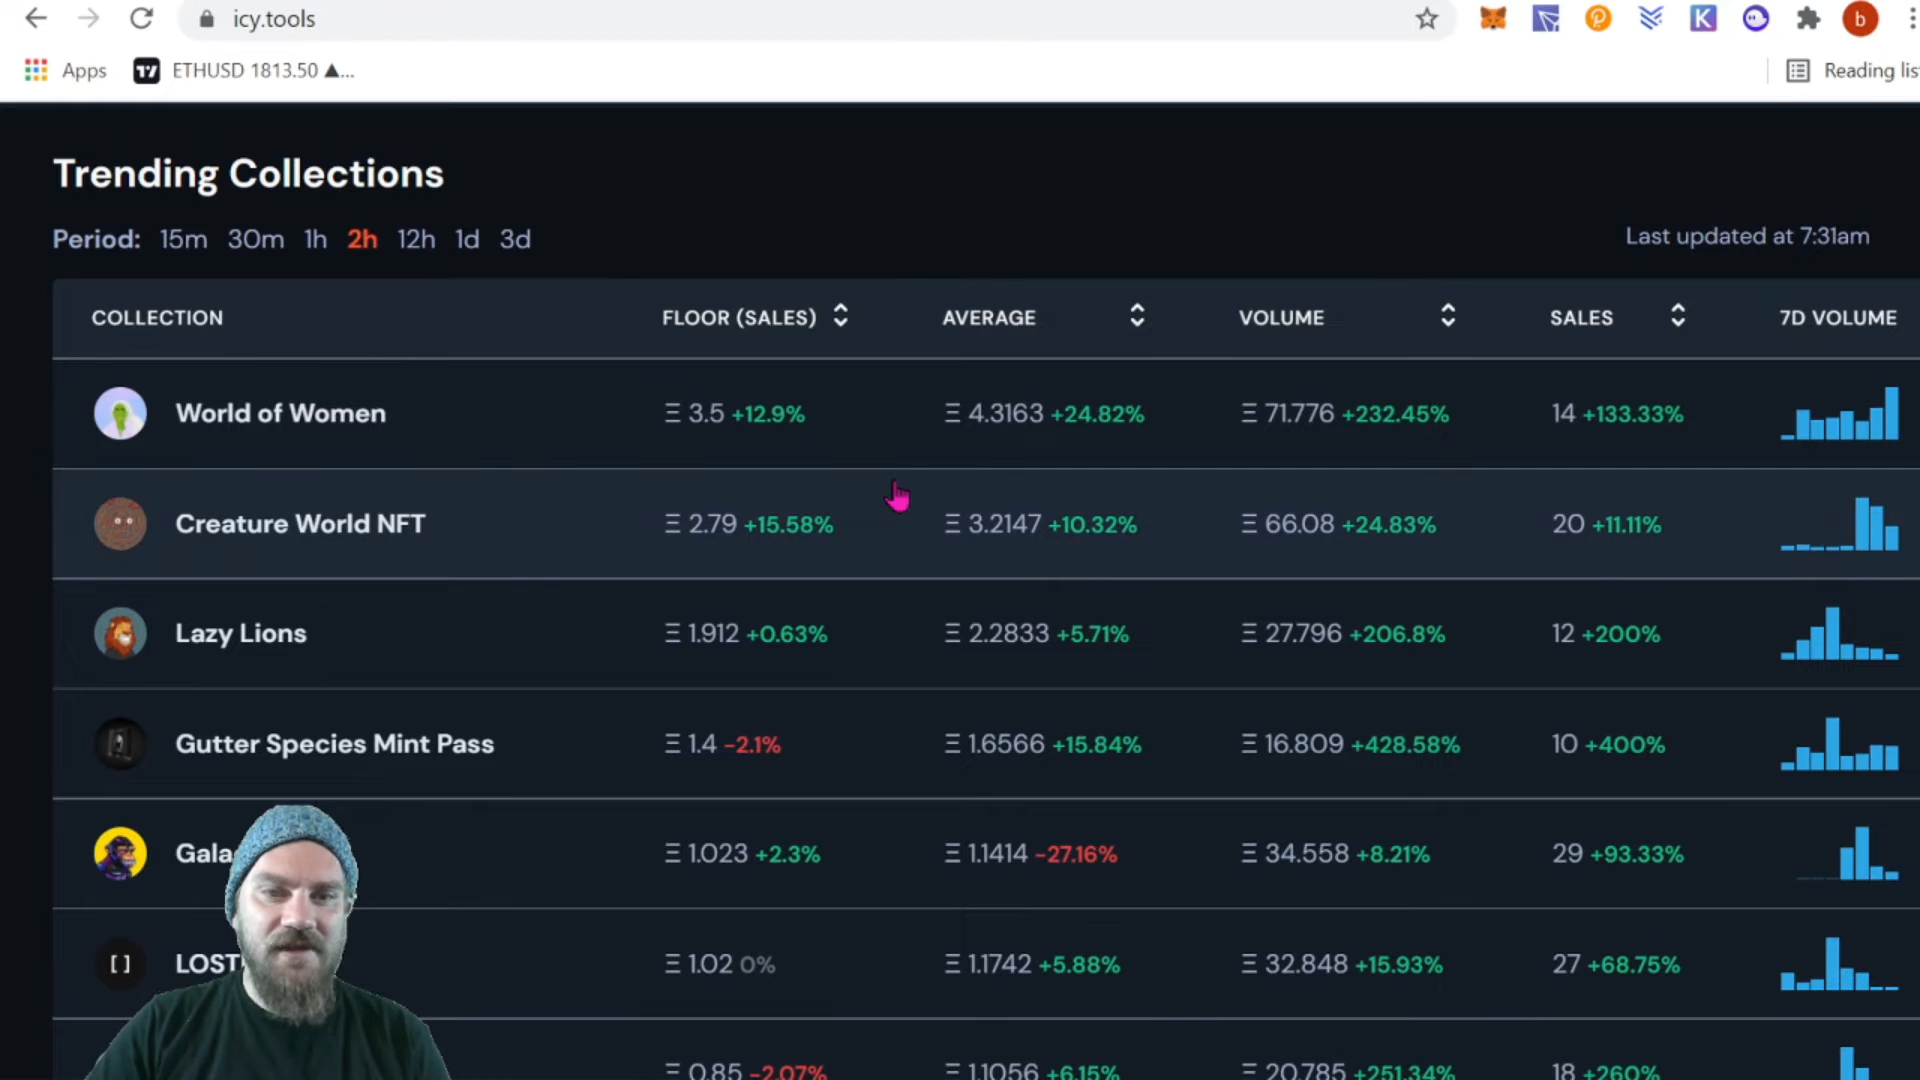 icy.tools
b
Apps
ETHUSD 1813.50 ▲...
Reading lis
Trending Collections
Period: 15m 30m 1h 2h 12h 1d 3d
Last updated at 7:31am
COLLECTION FLOOR (SALES) AVERAGE VOLUME SALES 7D VOLUME
World of Women Ξ 3.5 +12.9% Ξ 4.3163 +24.82% Ξ 71.776 +232.45% 14 +133.33%
Creature World NFT Ξ 2.79 +15.58% Ξ 3.2147 +10.32% Ξ 66.08 +24.83% 20 +11.11%
Lazy Lions Ξ 1.912 +0.63% Ξ 2.2833 +5.71% Ξ 27.796 +206.8% 12 +200%
Gutter Species Mint Pass Ξ 1.4 -2.1% Ξ 1.6566 +15.84% Ξ 16.809 +428.58% 10 +400%
Gala Ξ 1.023 +2.3% Ξ 1.1414 -27.16% Ξ 34.558 +8.21% 29 +93.33%
[ ] LOST Ξ 1.02 0% Ξ 1.1742 +5.88% Ξ 32.848 +15.93% 27 +68.75%
Ξ 0.85 -2.07% Ξ 1.1056 +6.15% Ξ 20.785 +251.34% 18 +260%